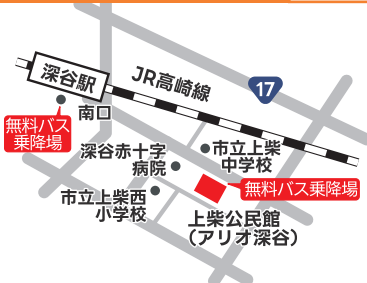 17
JR高崎線
深谷駅
南口
無料バス
乗降場
市立上柴
中学校
深谷赤十字
病院
無料バス乗降場
市立上柴西
小学校
上柴公民館
（アリオ深谷）